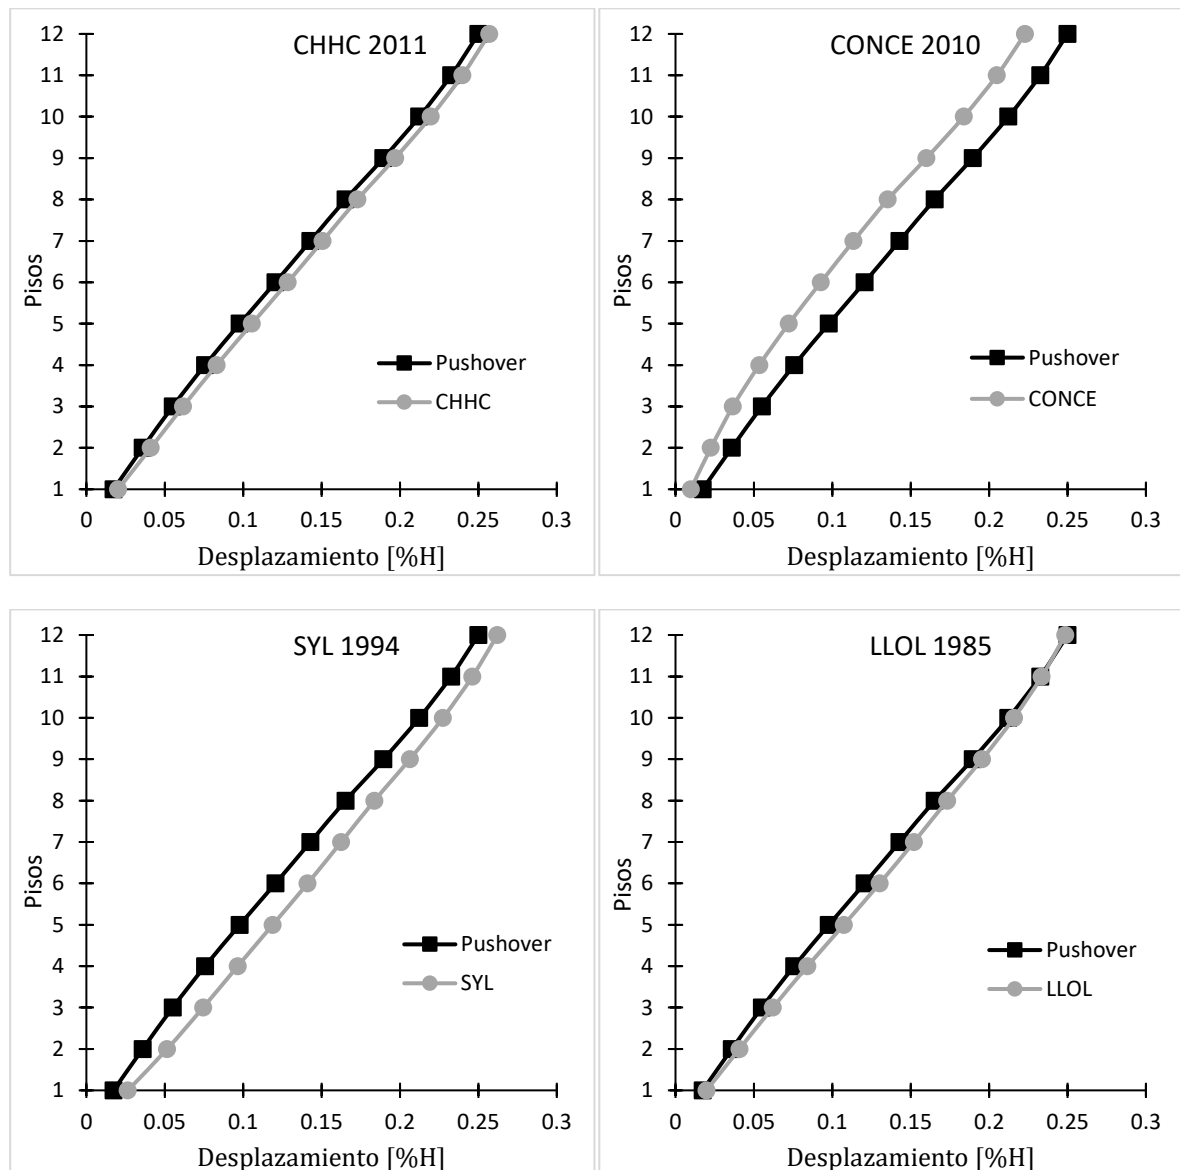 CHHC 2011
12
11
10
9
8
7
6
5
4
3
2
1
Pisos
Pushover
CHHC
0 0.05 0.1 0.15 0.2 0.25 0.3
Desplazamiento [%H]
CONCE 2010
12
11
10
9
8
7
6
5
4
3
2
1
Pisos
Pushover
CONCE
0 0.05 0.1 0.15 0.2 0.25 0.3
Desplazamiento [%H]
SYL 1994
12
11
10
9
8
7
6
5
4
3
2
1
Pisos
Pushover
SYL
0 0.05 0.1 0.15 0.2 0.25 0.3
Desplazamiento [%H]
LLOL 1985
12
11
10
9
8
7
6
5
4
3
2
1
Pisos
Pushover
LLOL
0 0.05 0.1 0.15 0.2 0.25 0.3
Desplazamiento [%H]